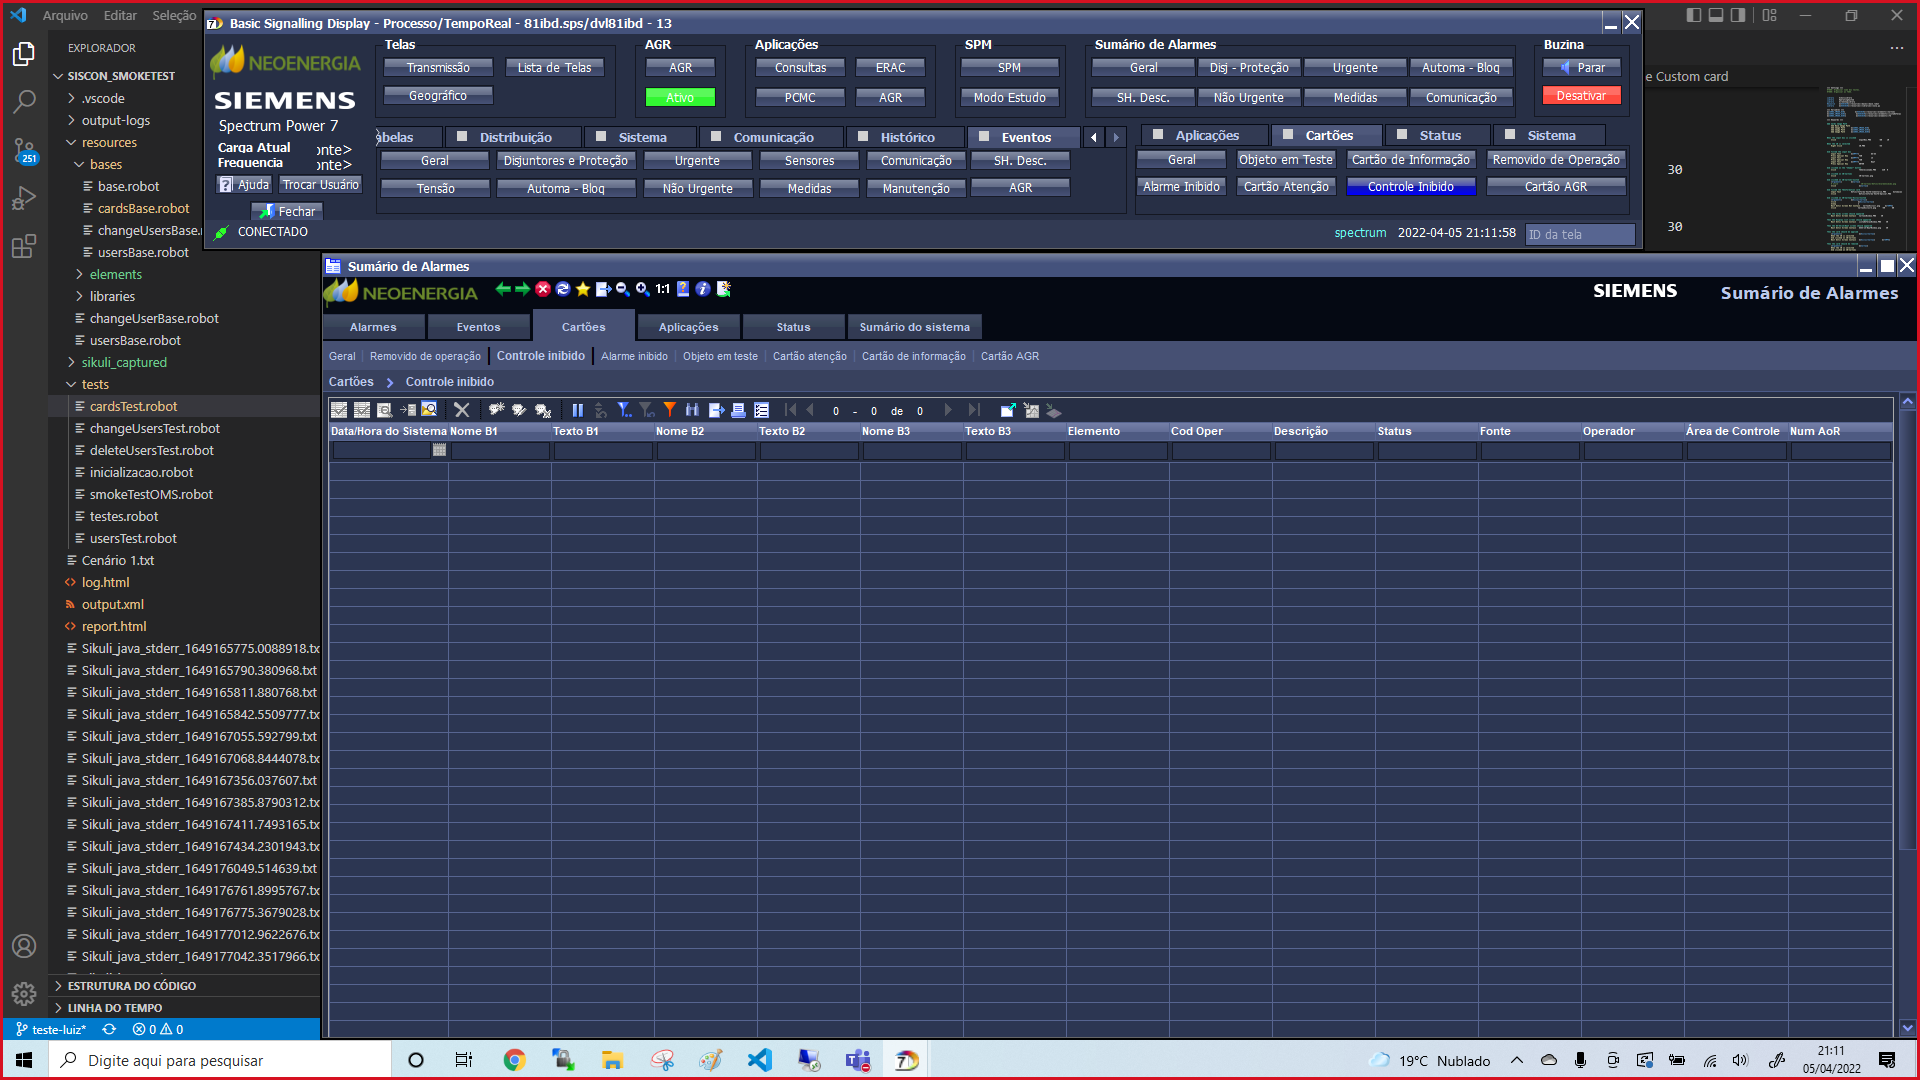 Arquivo Editar Seleção
Basic Signalling Display - Processo/TempoReal - 81ibd.sps/dvl81ibd - 13
NEOENERGIA
SIEMENS
Spectrum Power 7
Carga Atual
Frequencia
onte>
onte>
Ajuda Trocar Usuário
Fechar
CONECTADO
Telas
Transmissão Lista de Telas
Geográfico
AGR
AGR
Ativo
Aplicações
Consultas ERAC
PCMC AGR
SPM
SPM
Modo Estudo
Sumário de Alarmes
Geral Disj - Proteção Urgente Automa - Bloq
SH. Desc. Não Urgente Medidas Comunicação
Buzina
Parar
Desativar
abelas Distribuição Sistema Comunicação Histórico Eventos
Geral Disjuntores e Proteção Urgente Sensores Comunicação SH. Desc.
Tensão Automa - Bloq Não Urgente Medidas Manutenção AGR
Aplicações Cartões Status Sistema
Geral Objeto em Teste Cartão de Informação Removido de Operação
Alarme Inibido Cartão Atenção Controle Inibido Cartão AGR
spectrum 2022-04-05 21:11:58 ID da tela
e Custom card
30
30
EXPLORADOR
SISCON_SMOKETEST
.vscode
output-logs
resources
bases
base.robot
cardsBase.robot
changeUsersBase.
usersBase.robot
elements
libraries
changeUserBase.robot
usersBase.robot
sikuli_captured
tests
cardsTest.robot
changeUsersTest.robot
deleteUsersTest.robot
inicializacao.robot
smokeTestOMS.robot
testes.robot
usersTest.robot
Cenário 1.txt
log.html
output.xml
report.html
Sikuli_java_stderr_1649165775.0088918.tx
Sikuli_java_stderr_1649165790.380968.txt
Sikuli_java_stderr_1649165811.880768.txt
Sikuli_java_stderr_1649165842.5509777.tx
Sikuli_java_stderr_1649167055.592799.txt
Sikuli_java_stderr_1649167068.8444078.tx
Sikuli_java_stderr_1649167356.037607.txt
Sikuli_java_stderr_1649167385.8790312.tx
Sikuli_java_stderr_1649167411.7493165.tx
Sikuli_java_stderr_1649167434.2301943.tx
Sikuli_java_stderr_1649176049.514639.txt
Sikuli_java_stderr_1649176761.8995767.tx
Sikuli_java_stderr_1649176775.3679028.tx
Sikuli_java_stderr_1649177012.9622676.tx
Sikuli_java_stderr_1649177042.3517966.tx
ESTRUTURA DO CÓDIGO
LINHA DO TEMPO
251
teste-luiz* 0 0
Sumário de Alarmes
NEOENERGIA 1:1 SIEMENS Sumário de Alarmes
Alarmes Eventos Cartões Aplicações Status Sumário do sistema
Geral Removido de operação Controle inibido Alarme inibido Objeto em teste Cartão atenção Cartão de informação Cartão AGR
Cartões > Controle inibido
0 - 0 de 0
Data/Hora do Sistema Nome B1 Texto B1 Nome B2 Texto B2 Nome B3 Texto B3 Elemento Cod Oper Descrição Status Fonte Operador Área de Controle Num AoR
Digite aqui para pesquisar
19°C Nublado
21:11
05/04/2022